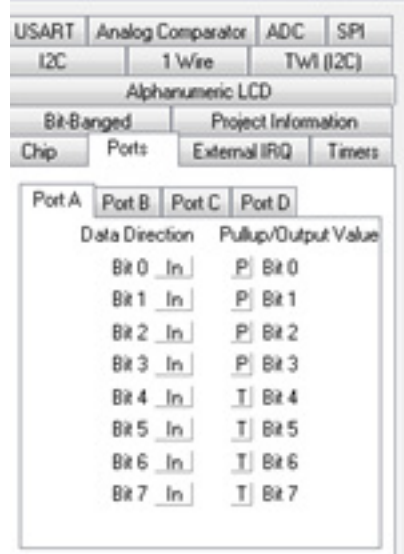 USART Analog Comparator ADC SPI
I2C 1 Wire TWI (I2C)
Alphanumeric LCD
Bit-Banged Project Information
Chip Ports External IRQ Timers
Port A Port B Port C Port D
Data Direction Pullup/Output Value
Bit 0 In P Bit 0
Bit 1 In P Bit 1
Bit 2 In P Bit 2
Bit 3 In P Bit 3
Bit 4 In T Bit 4
Bit 5 In T Bit 5
Bit 6 In T Bit 6
Bit 7 In T Bit 7